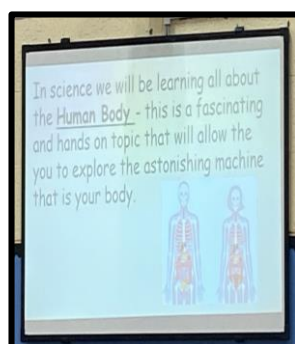 In science we will be learning all about
the Human Body - this is a fascinating
and hands on topic that will allow the
you to explore the astonishing machine
that is your body.